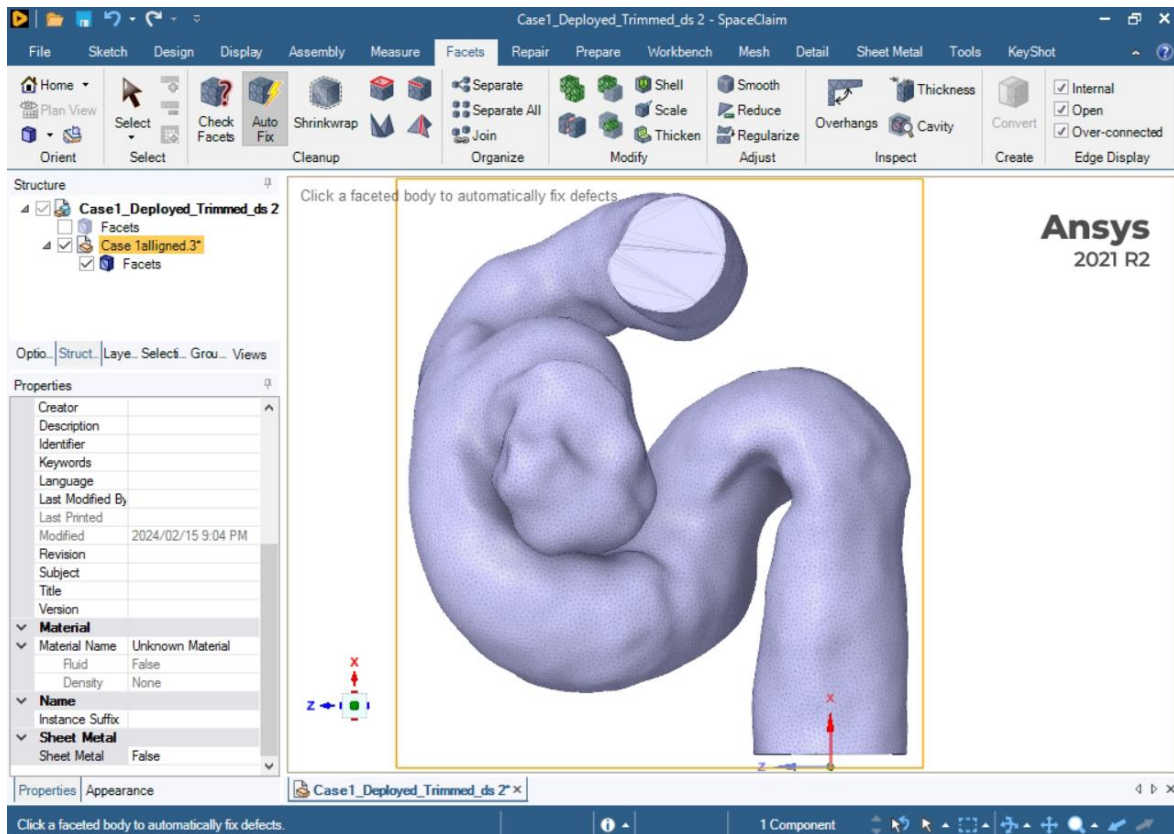 Case1_Deployed_Trimmed_ds 2 - SpaceClaim
File Sketch Design Display Assembly Measure Facets Repair Prepare Workbench Mesh Detail Sheet Metal Tools KeyShot
Home
Plan View
Orient
Select
Select
Check Facets
Auto Fix
Shrinkwrap
Cleanup
Separate
Separate All
Join
Organize
Shell
Scale
Thicken
Modify
Smooth
Reduce
Regularize
Adjust
Overhangs
Thickness
Cavity
Inspect
Convert
Create
Internal
Open
Over-connected
Edge Display
Structure
Case1_Deployed_Trimmed_ds 2
Facets
Case 1alligned.3*
Facets
Optio... Struct... Laye... Selecti... Grou... Views
Properties
Creator
Description
Identifier
Keywords
Language
Last Modified By
Last Printed
Modified 2024/02/15 9:04 PM
Revision
Subject
Title
Version
Material
Material Name Unknown Material
Fluid False
Density None
Name
Instance Suffix
Sheet Metal
Sheet Metal False
Properties Appearance
Click a faceted body to automatically fix defects.
Ansys
2021 R2
X
Z
X
Z
Case1_Deployed_Trimmed_ds 2*
Click a faceted body to automatically fix defects. 1 Component